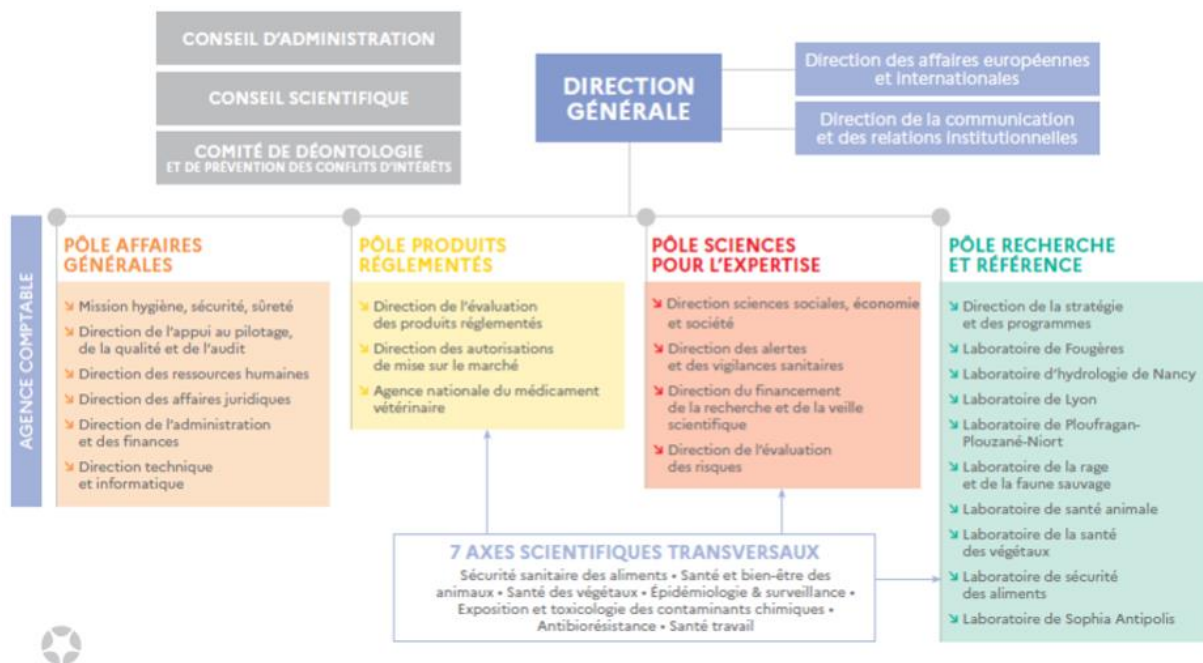 CONSEIL D'ADMINISTRATION
CONSEIL SCIENTIFIQUE
COMITÉ DE DÉONTOLOGIE
ET DE PRÉVENTION DES CONFLITS D'INTÉRÊTS
DIRECTION
GÉNÉRALE
Direction des affaires européennes
et internationales
Direction de la communication
et des relations institutionnelles
AGENCE COMPTABLE
PÔLE AFFAIRES
GÉNÉRALES
Mission hygiène, sécurité, sûreté
Direction de l'appui au pilotage,
de la qualité et de l'audit
Direction des ressources humaines
Direction des affaires juridiques
Direction de l'administration
et des finances
Direction technique
et informatique
PÔLE PRODUITS
RÉGLEMENTÉS
Direction de l'évaluation
des produits réglementés
Direction des autorisations
de mise sur le marché
Agence nationale du médicament
vétérinaire
PÔLE SCIENCES
POUR L'EXPERTISE
Direction sciences sociales, économie
et société
Direction des alertes
et des vigilances sanitaires
Direction du financement
de la recherche et de la veille
scientifique
Direction de l'évaluation
des risques
PÔLE RECHERCHE
ET RÉFÉRENCE
Direction de la stratégie
et des programmes
Laboratoire de Fougères
Laboratoire d'hydrologie de Nancy
Laboratoire de Lyon
Laboratoire de Ploufragan-
Plouzané-Niort
Laboratoire de la rage
et de la faune sauvage
Laboratoire de santé animale
Laboratoire de la santé
des végétaux
Laboratoire de sécurité
des aliments
Laboratoire de Sophia Antipolis
7 AXES SCIENTIFIQUES TRANSVERSAUX
Sécurité sanitaire des aliments • Santé et bien-être des
animaux • Santé des végétaux • Épidémiologie & surveillance •
Exposition et toxicologie des contaminants chimiques •
Antibiorésistance • Santé travail